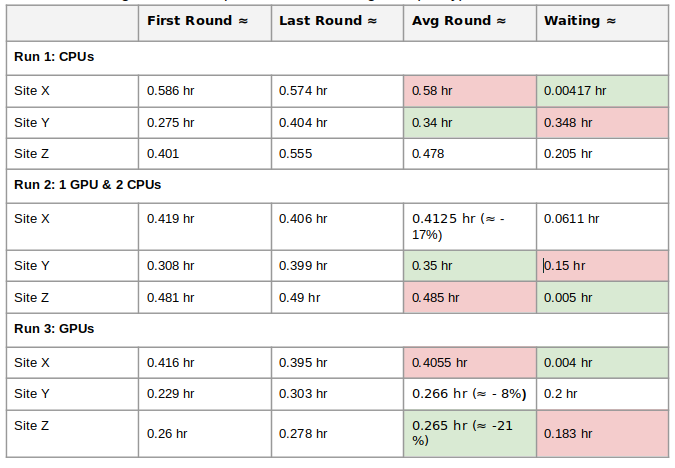 First Round ≈ Last Round ≈ Avg Round ≈ Waiting ≈
Run 1: CPUs
Site X 0.586 hr 0.574 hr 0.58 hr 0.00417 hr
Site Y 0.275 hr 0.404 hr 0.34 hr 0.348 hr
Site Z 0.401 0.555 0.478 0.205 hr
Run 2: 1 GPU & 2 CPUs
Site X 0.419 hr 0.406 hr 0.4125 hr (≈ - 0.0611 hr
17%)
Site Y 0.308 hr 0.399 hr 0.35 hr 0.15 hr
Site Z 0.481 hr 0.49 hr 0.485 hr 0.005 hr
Run 3: GPUs
Site X 0.416 hr 0.395 hr 0.4055 hr 0.004 hr
Site Y 0.229 hr 0.303 hr 0.266 hr (≈ - 8%) 0.2 hr
Site Z 0.26 hr 0.278 hr 0.265 hr (≈ -21 0.183 hr
%)